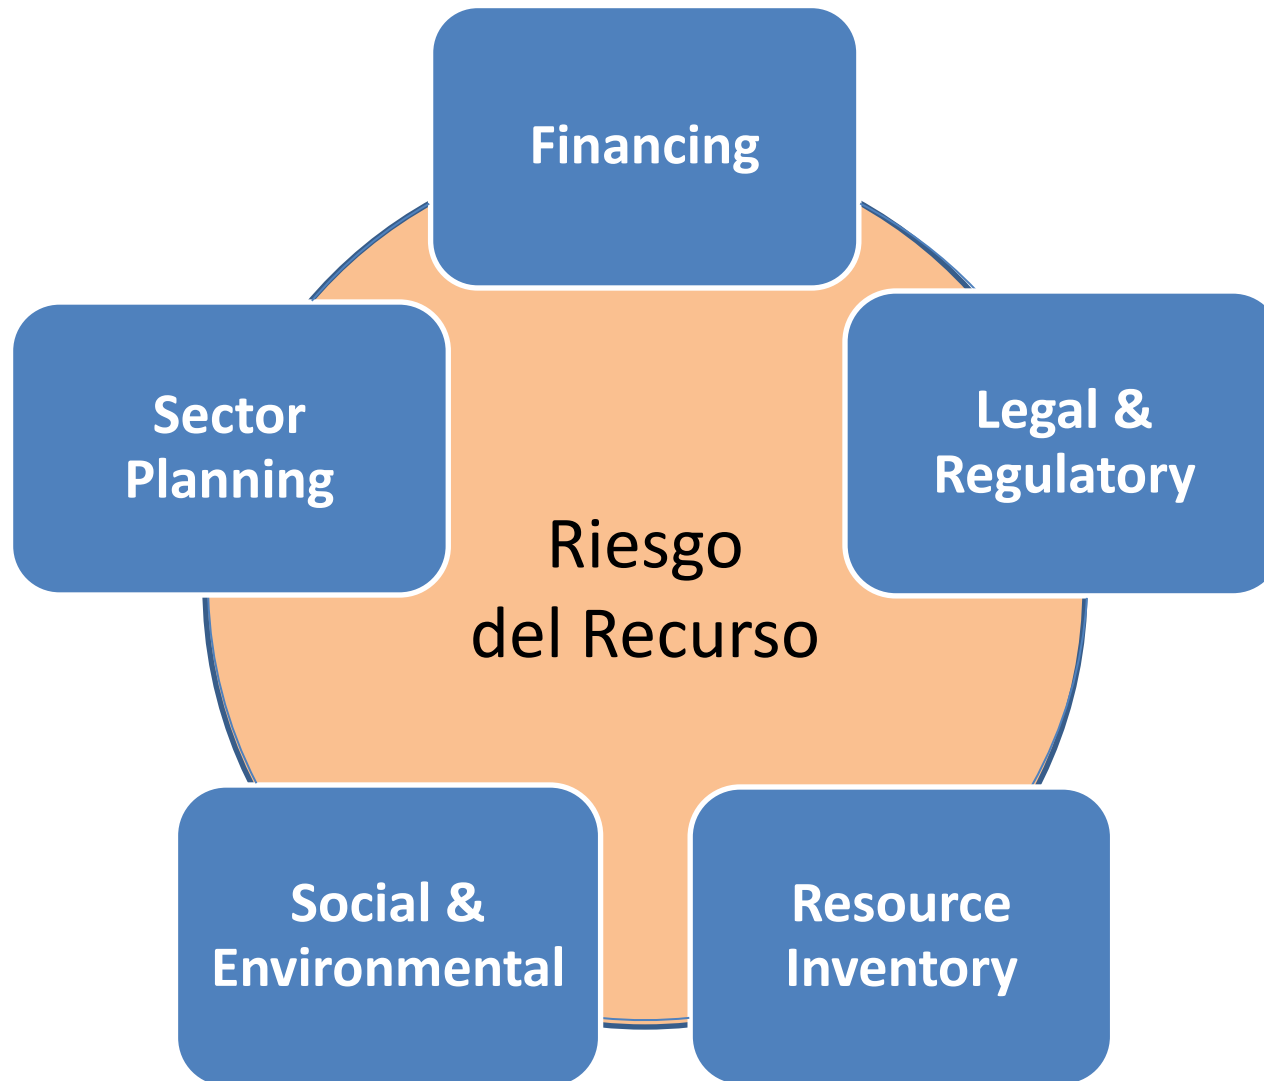 Financing
Sector
Planning
Legal &
Regulatory
Riesgo
del Recurso
Social &
Environmental
Resource
Inventory